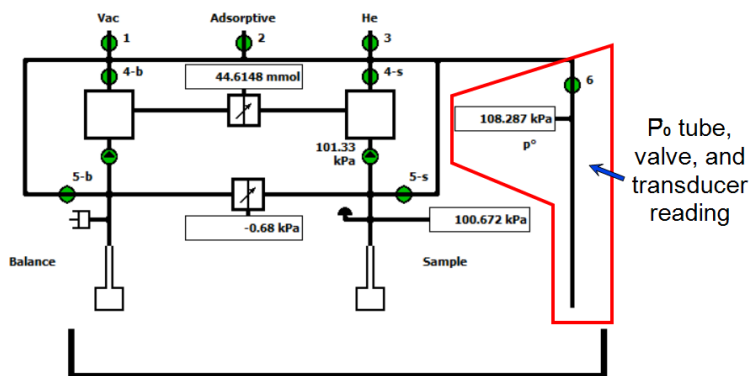 Vac Adsorptive He
1 2 3
4-b 44.6148 mmol 4-s 6
108.287 kPa
p°
101.33
kPa
5-b 5-s
-0.68 kPa 100.672 kPa
Balance Sample
P₀ tube,
valve, and
transducer
reading